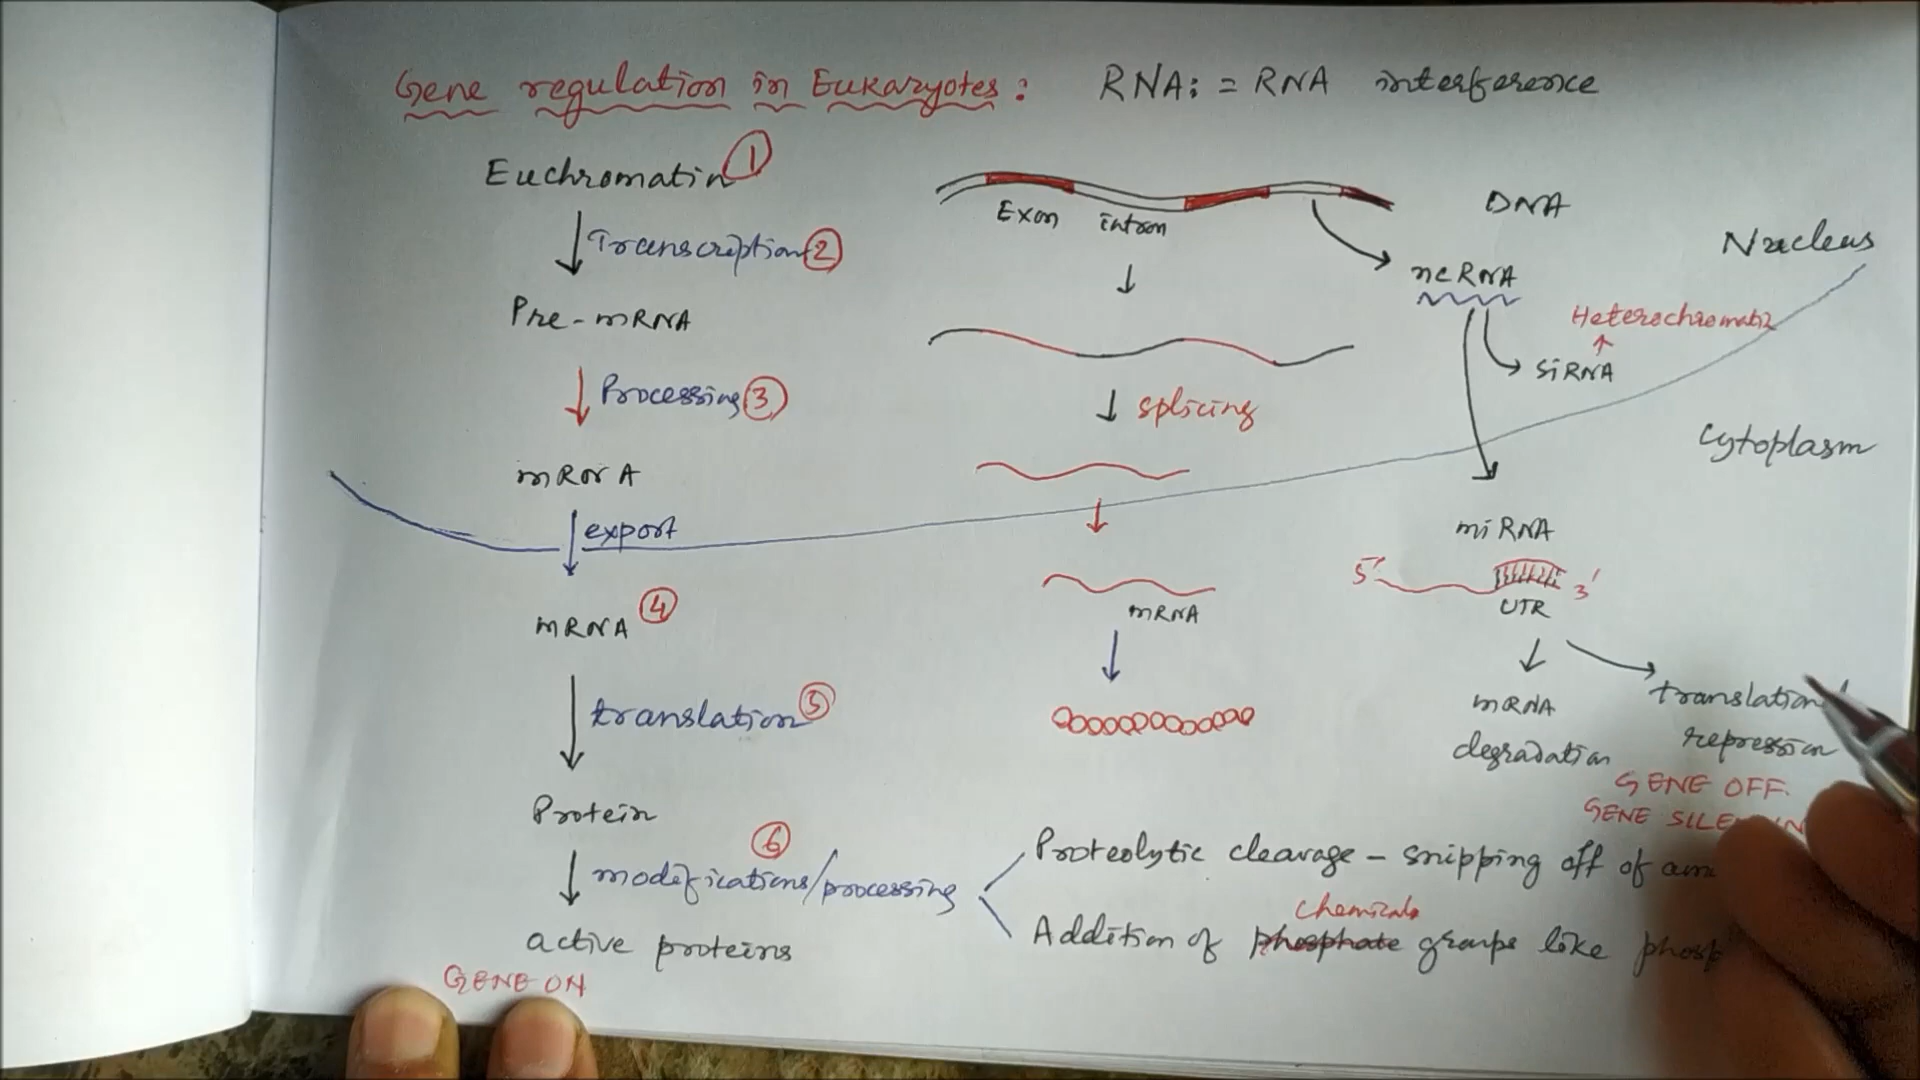 Gene regulation in Eukaryotes: RNAi = RNA interference
Euchromatin 1
Exon intron
DNA
Nucleus
Transcription 2
ncRNA
Pre-mRNA
Heterochromatiz
siRNA
Processing 3
splicing
Cytoplasm
mRNA
export
miRNA
5' 3'
UTR
mRNA 4
mRNA
translation 5
mRNA
degradation
translation
repression
GENE OFF.
GENE
Protein
6
modifications/processing
Proteolytic cleavage - snipping off of
chemicals
Addition of phosphate groups like
active proteins
GENE ON